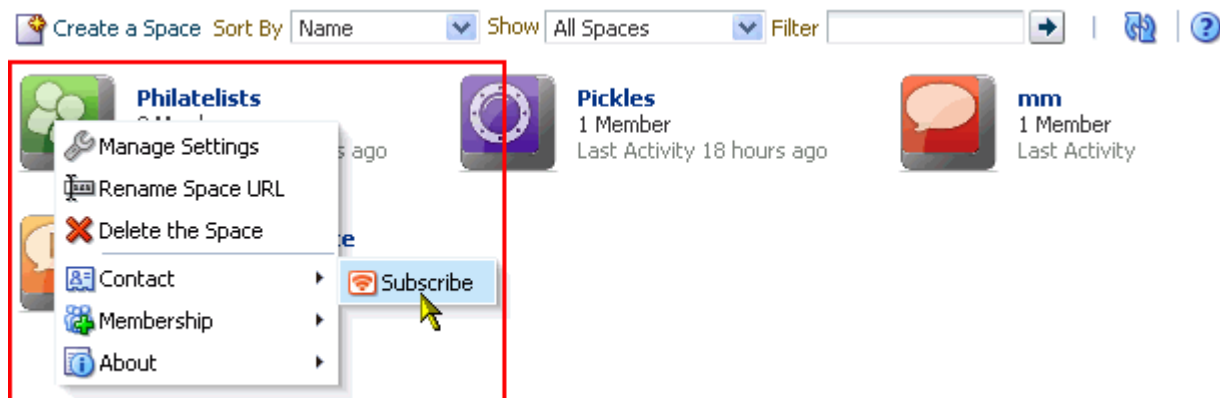 Create a Space Sort By Name Show All Spaces Filter
Philatelists
Pickles
1 Member
Last Activity 18 hours ago
mm
1 Member
Last Activity
s ago
Manage Settings
Rename Space URL
Delete the Space
Contact
Membership
About
Subscribe